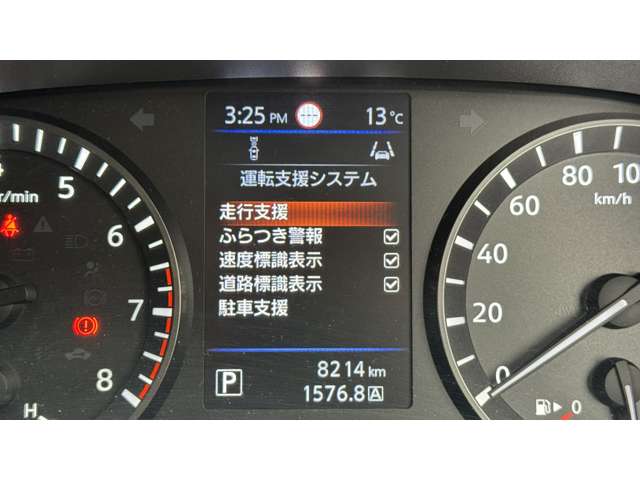 3:25 PM 13℃
運転支援システム
走行支援
ふらつき警報
速度標識表示
道路標識表示
駐車支援
P 8214 km
1576.8 A
r/min
5
6
7
8
H
0
20
40
60
80
km/h
0